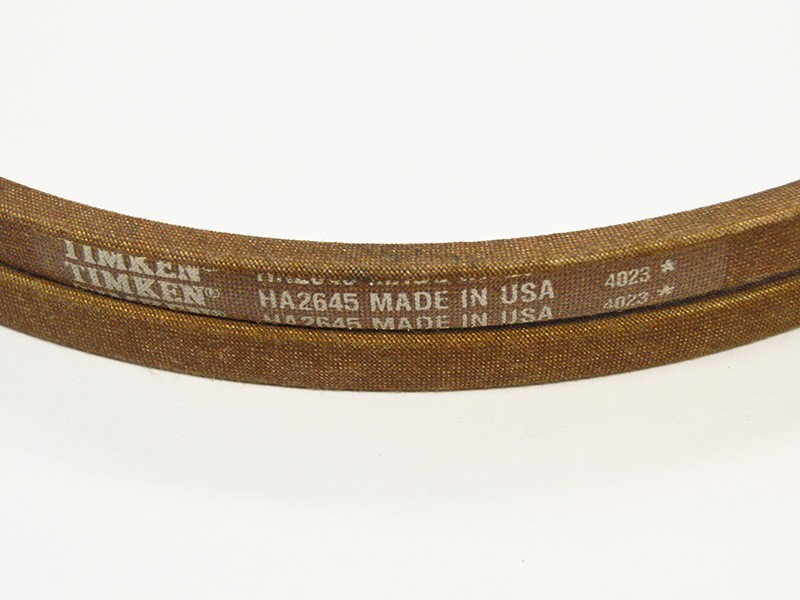 TIMKEN
TIMKEN® HA2645 MADE IN USA 4023 *
HA2645 MADE IN USA 4023 *